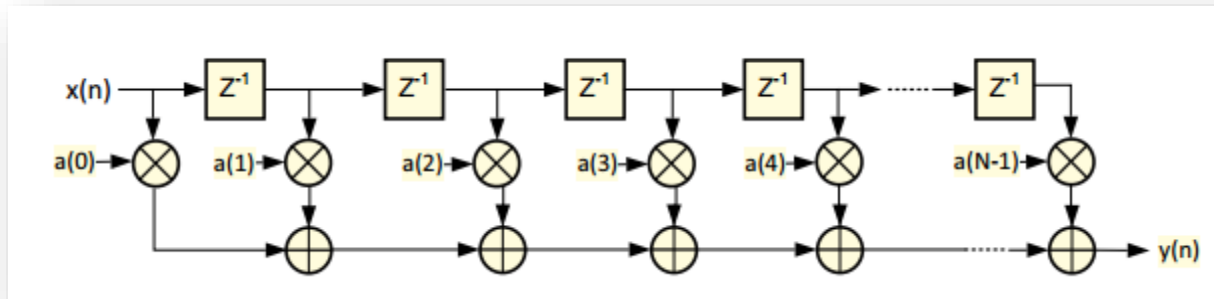 x(n) Z⁻¹ Z⁻¹ Z⁻¹ Z⁻¹ Z⁻¹
a(0) a(1) a(2) a(3) a(4) a(N-1)
y(n)